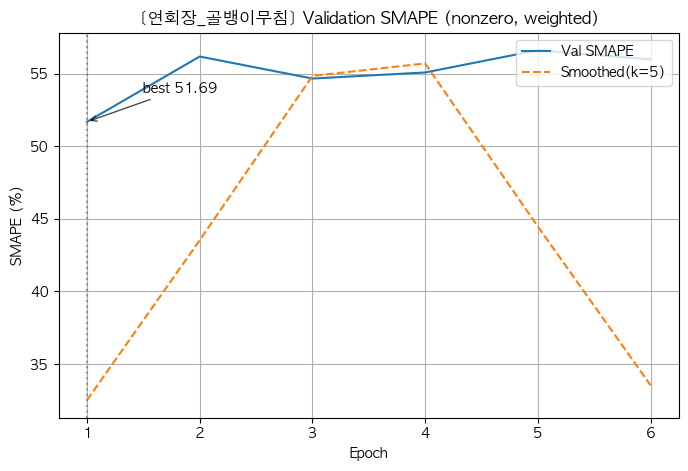 [연회장_골뱅이무침] Validation SMAPE (nonzero, weighted)
Val SMAPE
Smoothed(k=5)
best 51.69
SMAPE (%)
55
50
45
40
35
1 2 3 4 5 6
Epoch